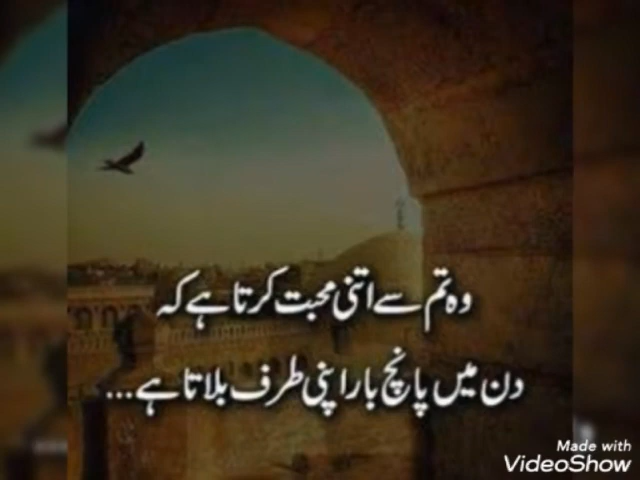 وہ تم سے اتنی محبت کرتا ہے کہ
دن میں پانچ بار اپنی طرف بلاتا ہے...
Made with
VideoShow